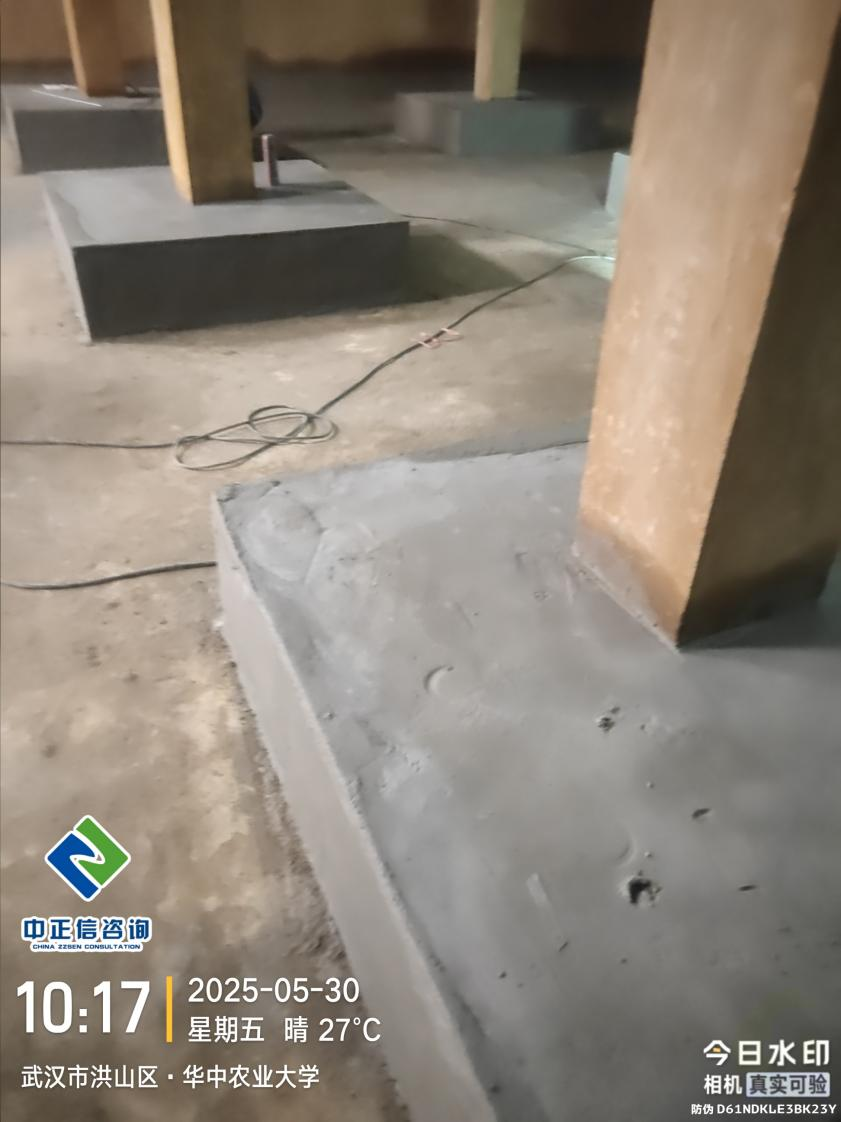 中正信咨询
CHINA ZZSEN CONSULTATION
10:17
2025-05-30
星期五 晴 27°C
武汉市洪山区·华中农业大学
今日水印
相机 真实可验
防伪 D61NDKLE3BK23Y